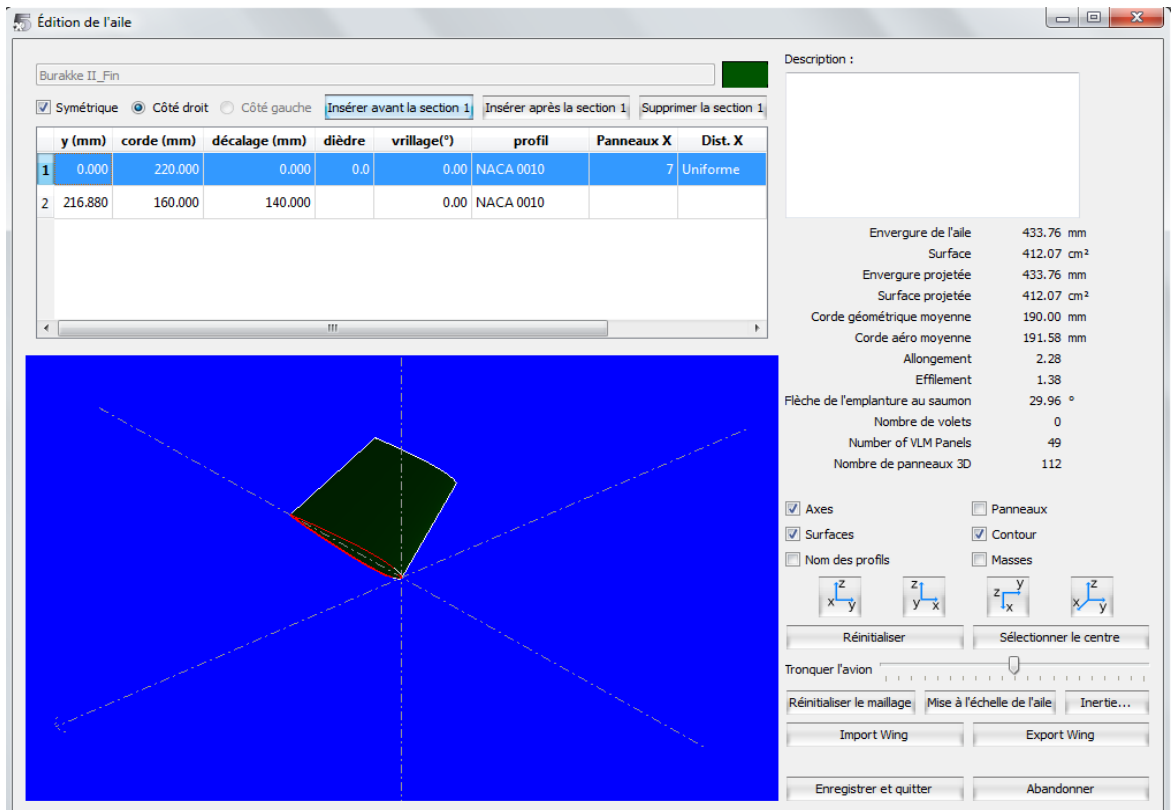 Édition de l'aile
Burakke II_Fin
Symétrique Côté droit Côté gauche Insérer avant la section 1 Insérer après la section 1 Supprimer la section 1
y (mm) corde (mm) décalage (mm) dièdre vrillage(°) profil Panneaux X Dist. X
1 0.000 220.000 0.000 0.0 0.00 NACA 0010 7 Uniforme
2 216.880 160.000 140.000 0.00 NACA 0010
Description :
Envergure de l'aile 433.76 mm
Surface 412.07 cm²
Envergure projetée 433.76 mm
Surface projetée 412.07 cm²
Corde géométrique moyenne 190.00 mm
Corde aéro moyenne 191.58 mm
Allongement 2.28
Effilement 1.38
Flèche de l'emplanture au saumon 29.96 °
Nombre de volets 0
Number of VLM Panels 49
Nombre de panneaux 3D 112
Axes Panneaux
Surfaces Contour
Nom des profils Masses
z x y z y x z y x z x y
Réinitialiser Sélectionner le centre
Tronquer l'avion
Réinitialiser le maillage Mise à l'échelle de l'aile Inertie...
Import Wing Export Wing
Enregistrer et quitter Abandonner